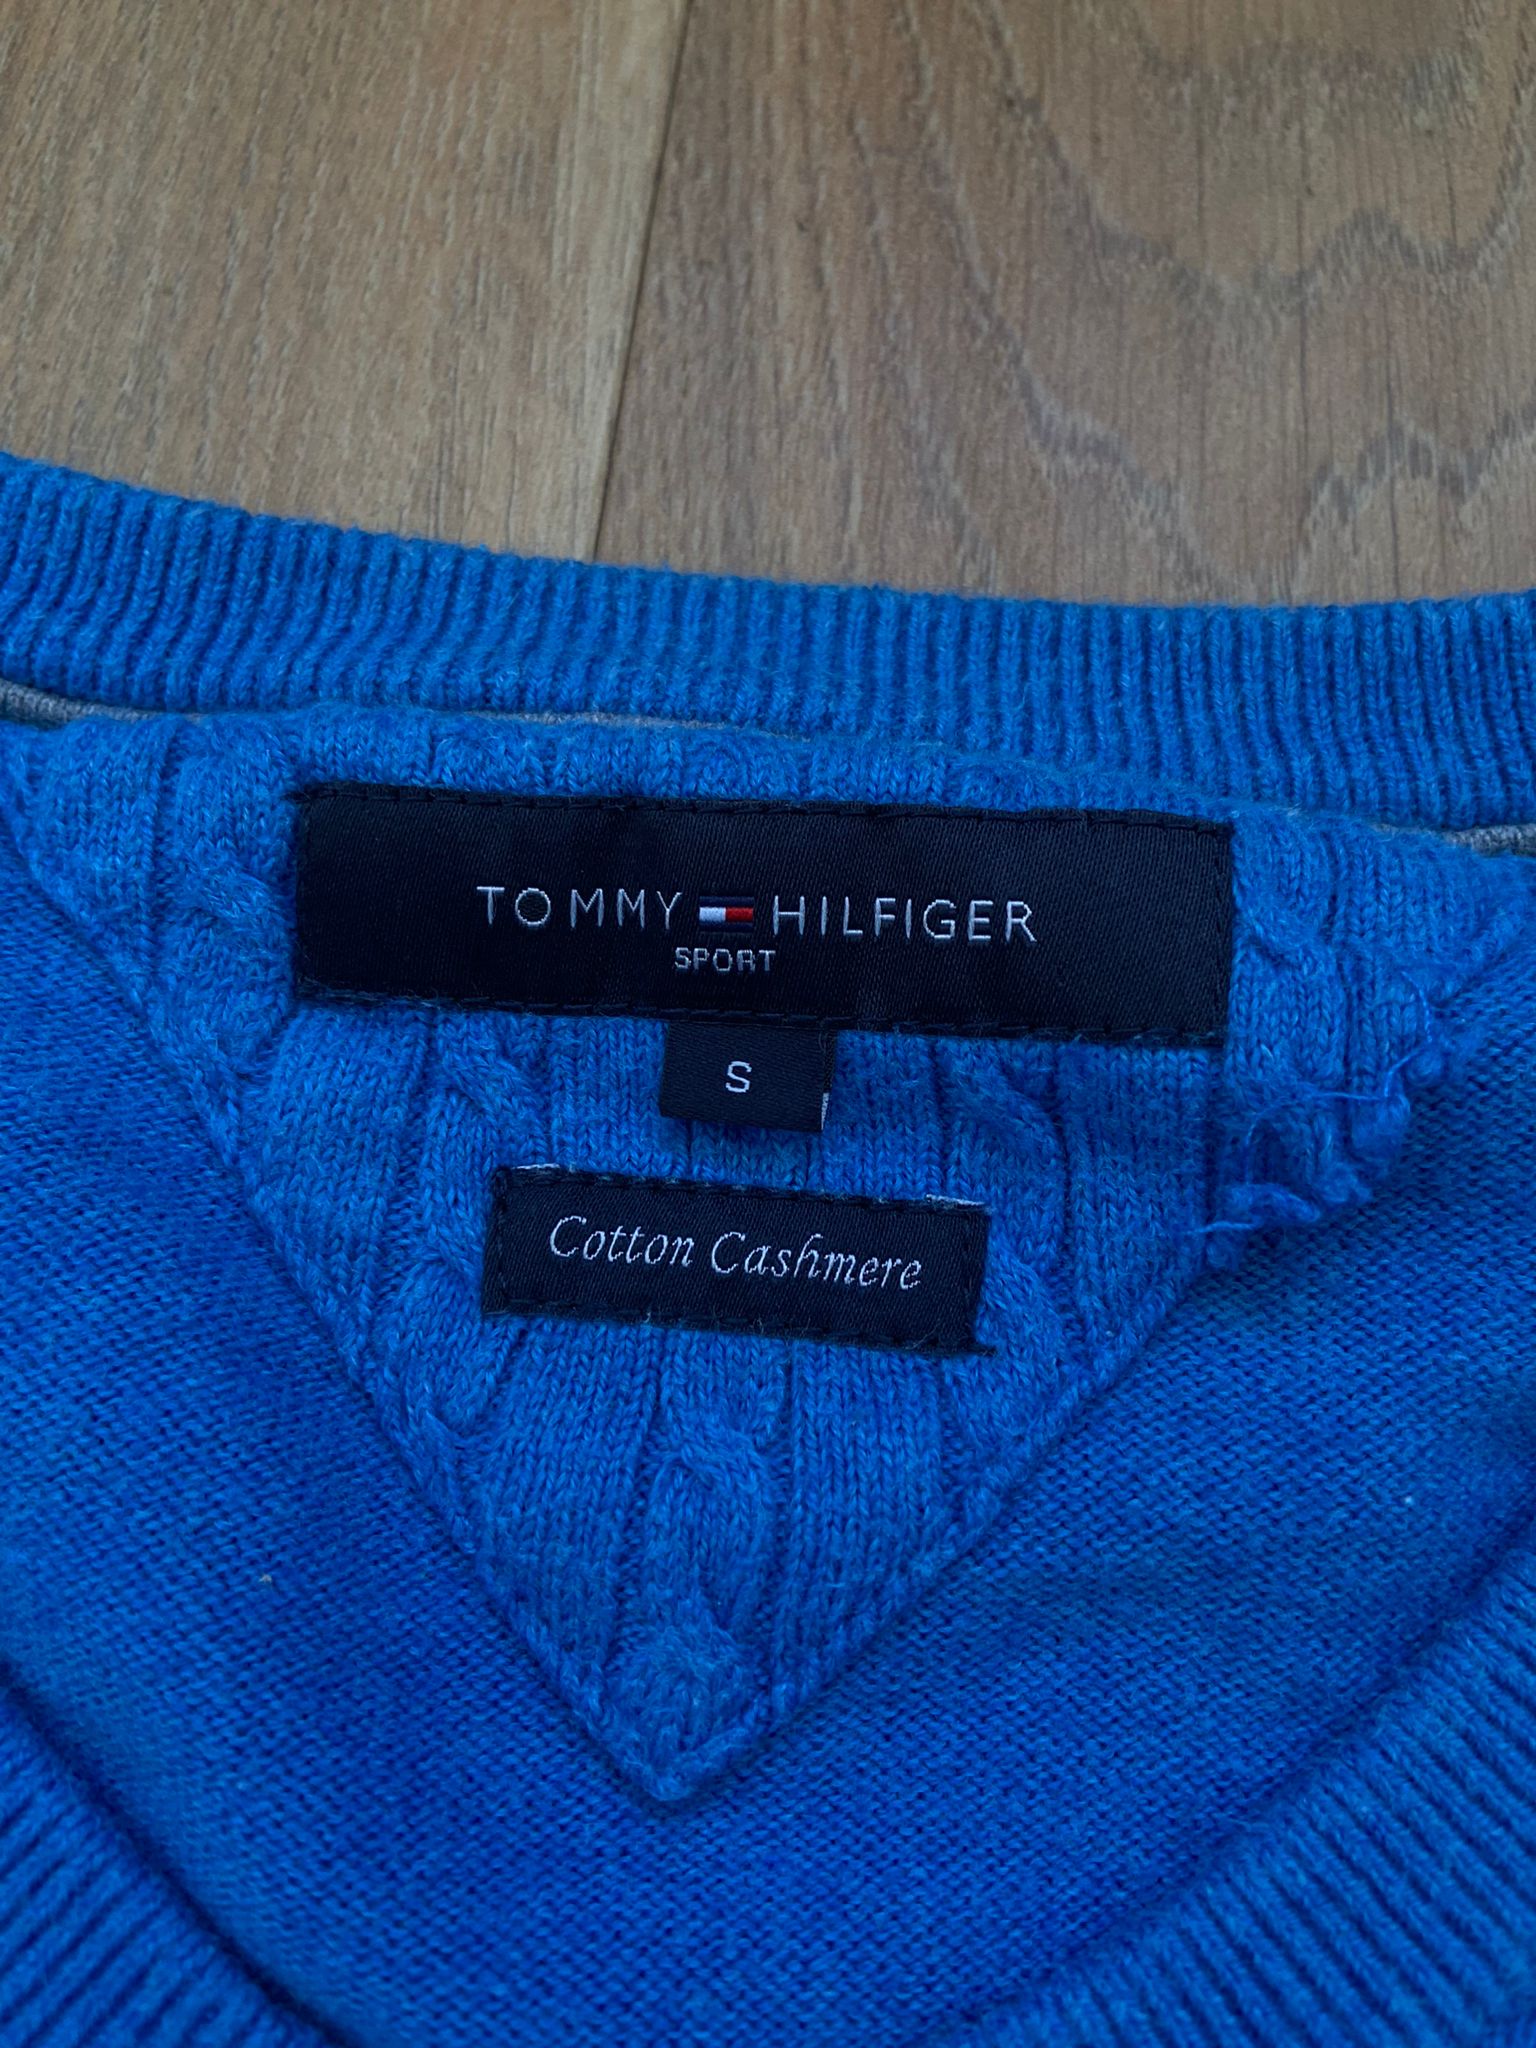 TOMMY HILFIGER
SPORT
S
Cotton Cashmere